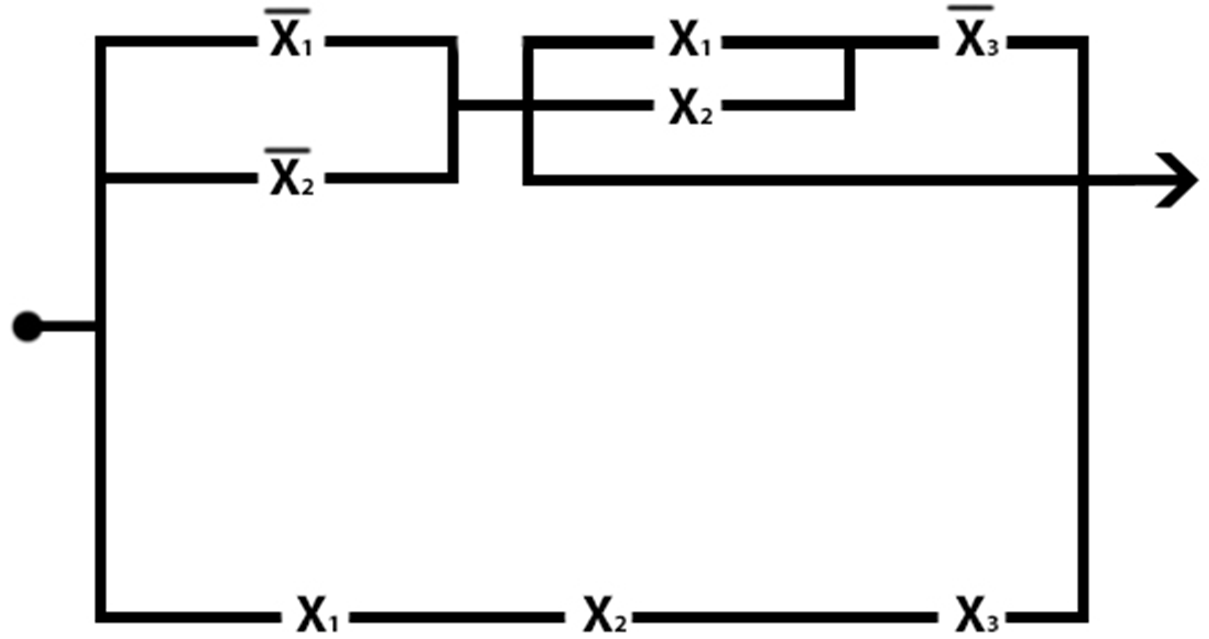 X̅₁ X₁ X̅₃
X₂
X̅₂
X₁ X₂ X₃